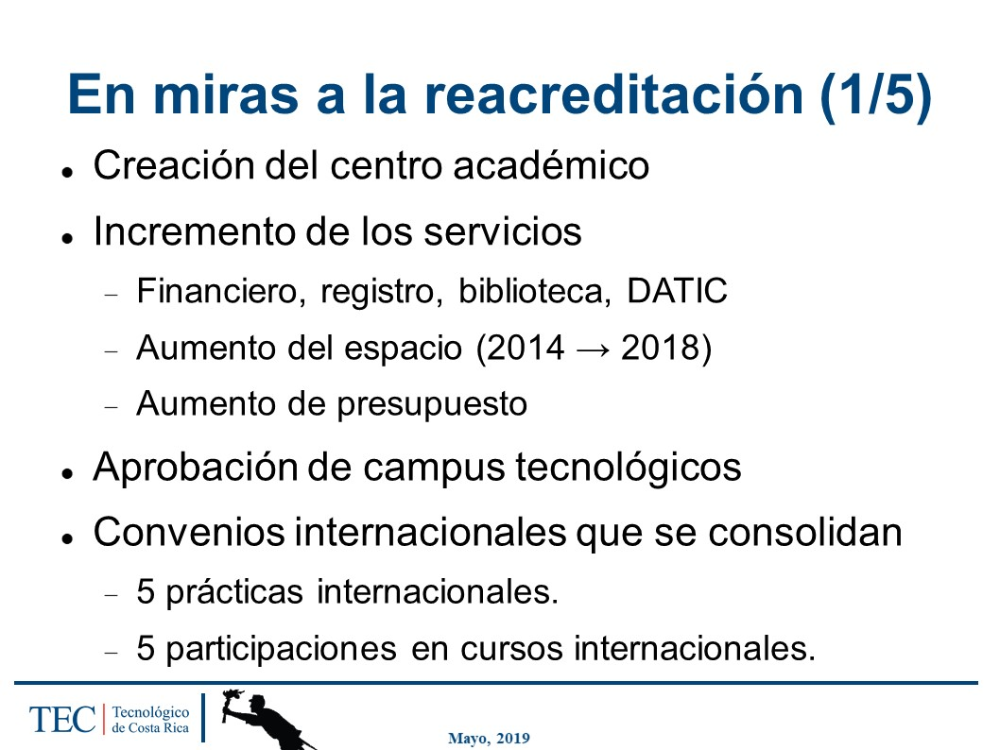 En miras a la reacreditación (1/5)
● Creación del centro académico
● Incremento de los servicios
– Financiero, registro, biblioteca, DATIC
– Aumento del espacio (2014 → 2018)
– Aumento de presupuesto
● Aprobación de campus tecnológicos
● Convenios internacionales que se consolidan
– 5 prácticas internacionales.
– 5 participaciones en cursos internacionales.
TEC | Tecnológico
de Costa Rica
Mayo, 2019